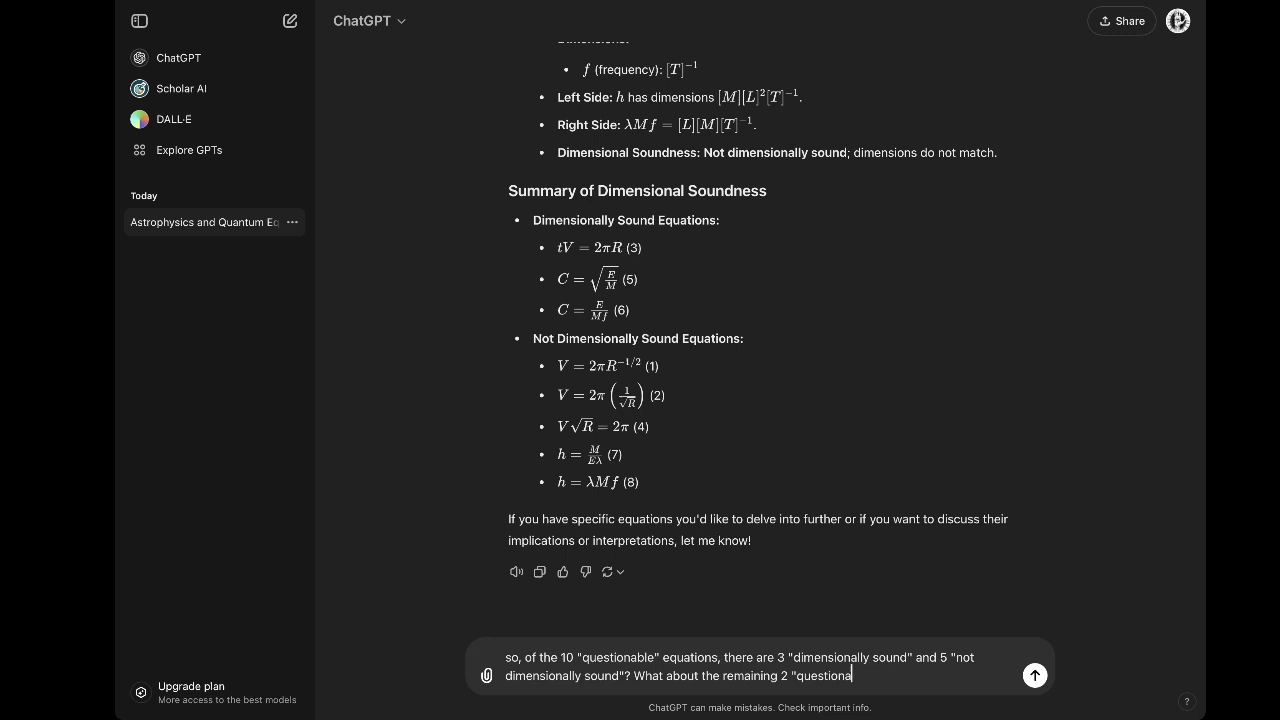 ChatGPT
Share
ChatGPT
Scholar AI
DALL·E
Explore GPTs
Today
Astrophysics and Quantum Eq
f (frequency): [T]⁻¹
Left Side: h has dimensions [M][L]²[T]⁻¹.
Right Side: λMf = [L][M][T]⁻¹.
Dimensional Soundness: Not dimensionally sound; dimensions do not match.
Summary of Dimensional Soundness
Dimensionally Sound Equations:
tV = 2πR (3)
C = √(E/M) (5)
C = E/Mf (6)
Not Dimensionally Sound Equations:
V = 2πR⁻¹/² (1)
V = 2π (1/√R) (2)
V√R = 2π (4)
h = M/Eλ (7)
h = λMf (8)
If you have specific equations you'd like to delve into further or if you want to discuss their
implications or interpretations, let me know!
so, of the 10 "questionable" equations, there are 3 "dimensionally sound" and 5 "not
dimensionally sound"? What about the remaining 2 "questiona
Upgrade plan
More access to the best models
ChatGPT can make mistakes. Check important info.
?